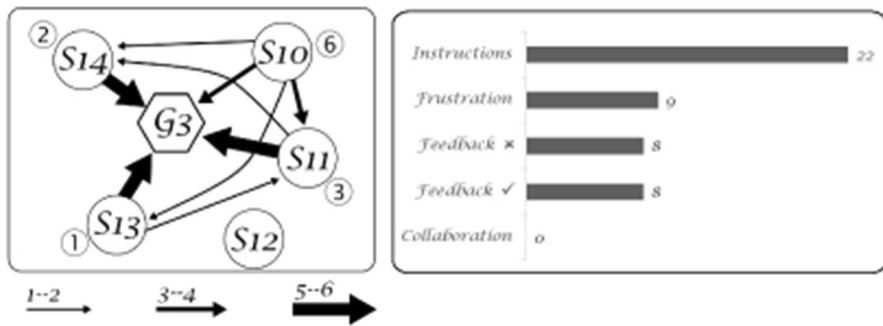 ② S14
S10 ⑥
G3
S11 ③
S13 ①
S12
1--2
3--4
5--6
Instructions 22
Frustration 9
Feedback × 8
Feedback ✓ 8
Collaboration 0